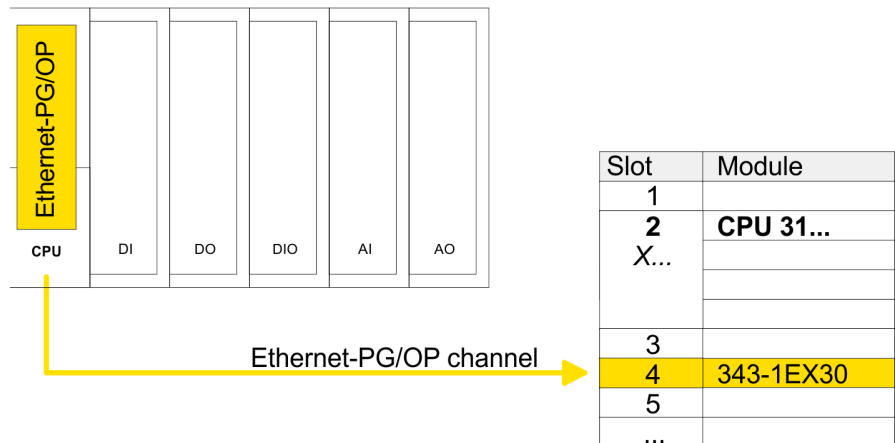 Ethernet-PG/OP
CPU DI DO DIO AI AO
Ethernet-PG/OP channel
Slot Module
1
2 CPU 31...
X...
3
4 343-1EX30
5
...